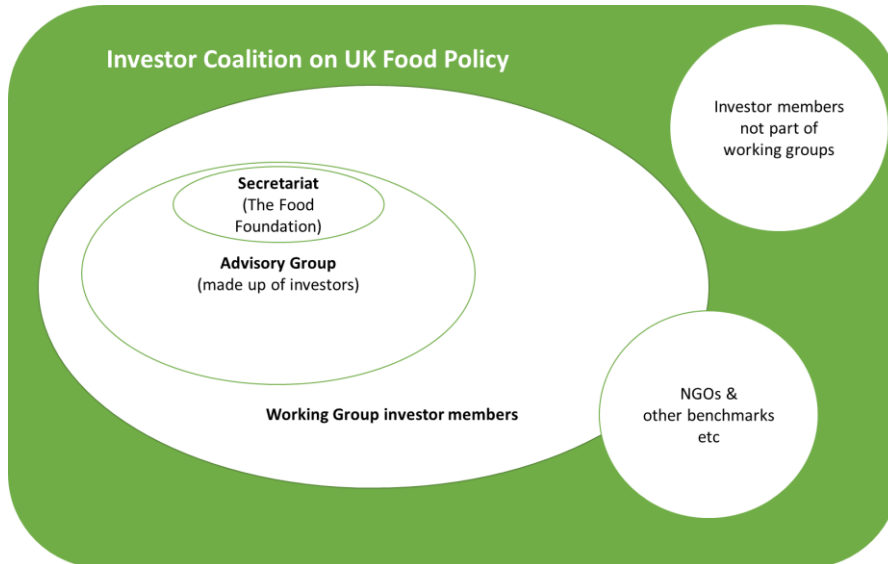 Investor Coalition on UK Food Policy
Investor members
not part of
working groups
Secretariat
(The Food
Foundation)
Advisory Group
(made up of investors)
Working Group investor members
NGOs &
other benchmarks
etc